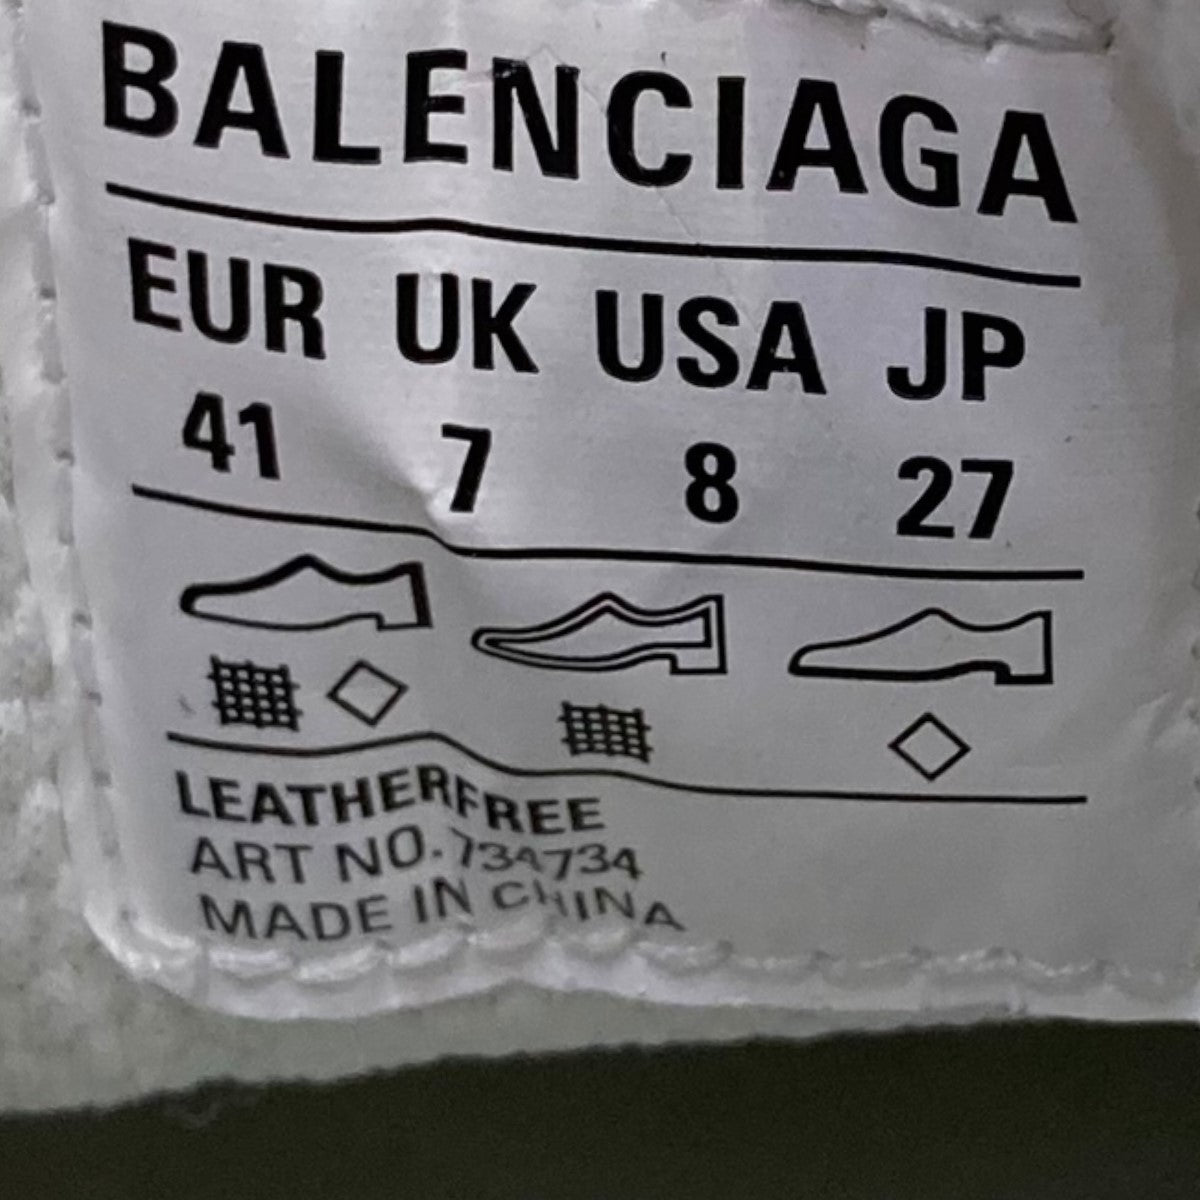 BALENCIAGA
EUR UK USA JP
41 7 8 27
LEATHERFREE
ART NO. 734734
MADE IN CHINA